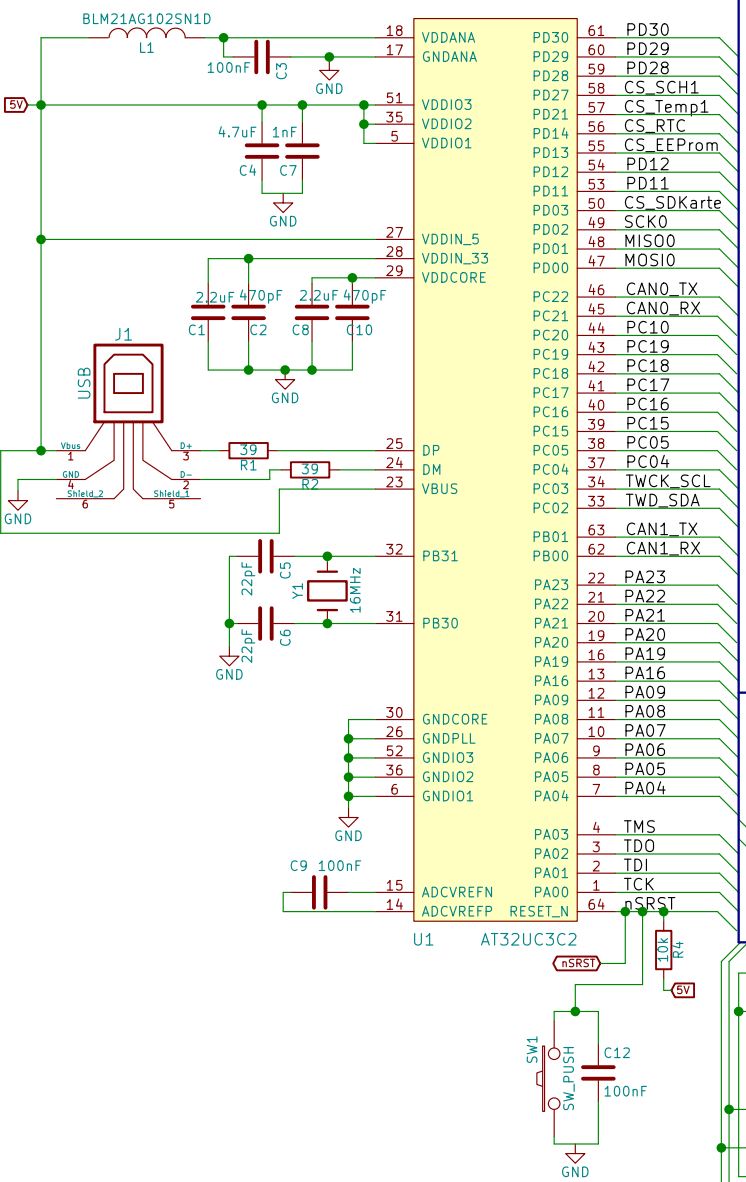 BLM21AG102SN1D
L1
100nF
C3
GND
5V
4.7uF
1nF
C4
C7
GND
2.2uF
470pF
2.2uF
470pF
C1
C2
C8
C10
GND
J1
USB
Vbus
1
D+
3
GND
4
D-
2
Shield_2
6
Shield_1
5
GND
39
R1
39
R2
22pF
C5
Y1
16MHz
22pF
C6
GND
GND
C9 100nF
18 VDDANA
17 GNDANA
51 VDDIO3
35 VDDIO2
5 VDDIO1
27 VDDIN_5
28 VDDIN_33
29 VDDCORE
25 DP
24 DM
23 VBUS
32 PB31
31 PB30
30 GNDCORE
26 GNDPLL
52 GNDIO3
36 GNDIO2
6 GNDIO1
15 ADCVREFN
14 ADCVREFP
PD30 61 PD30
PD29 60 PD29
PD28 59 PD28
PD27 58 CS_SCH1
PD21 57 CS_Temp1
PD14 56 CS_RTC
PD13 55 CS_EEProm
PD12 54 PD12
PD11 53 PD11
PD03 50 CS_SDKarte
PD02 49 SCK0
PD01 48 MISO0
PD00 47 MOSI0
PC22 46 CAN0_TX
PC21 45 CAN0_RX
PC20 44 PC10
PC19 43 PC19
PC18 42 PC18
PC17 41 PC17
PC16 40 PC16
PC15 39 PC15
PC05 38 PC05
PC04 37 PC04
PC03 34 TWCK_SCL
PC02 33 TWD_SDA
PB01 63 CAN1_TX
PB00 62 CAN1_RX
PA23 22 PA23
PA22 21 PA22
PA21 20 PA21
PA20 19 PA20
PA19 16 PA19
PA16 13 PA16
PA09 12 PA09
PA08 11 PA08
PA07 10 PA07
PA06 9 PA06
PA05 8 PA05
PA04 7 PA04
PA03 4 TMS
PA02 3 TDO
PA01 2 TDI
PA00 1 TCK
RESET_N 64 nSRST
U1
AT32UC3C2
nSRST
10k
R4
5V
SW1
SW_PUSH
C12
100nF
GND